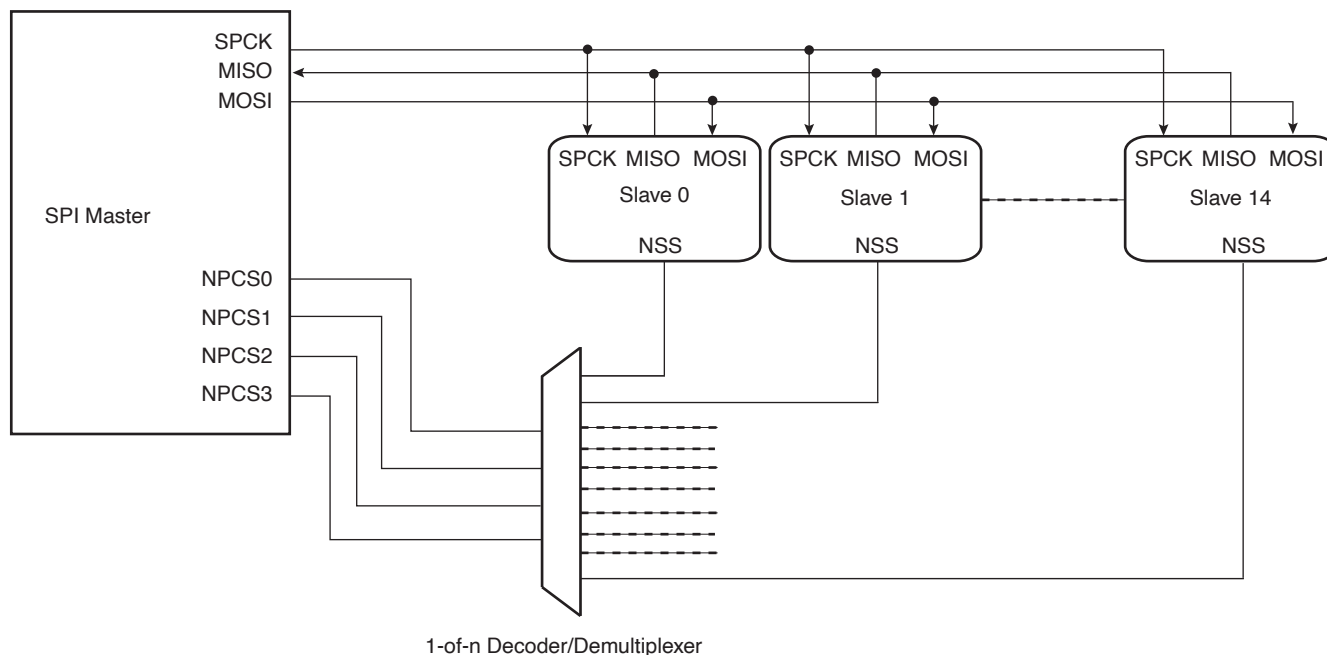 SPCK
MISO
MOSI
SPI Master
NPCS0
NPCS1
NPCS2
NPCS3
SPCK MISO MOSI
Slave 0
NSS
SPCK MISO MOSI
Slave 1
NSS
SPCK MISO MOSI
Slave 14
NSS
1-of-n Decoder/Demultiplexer